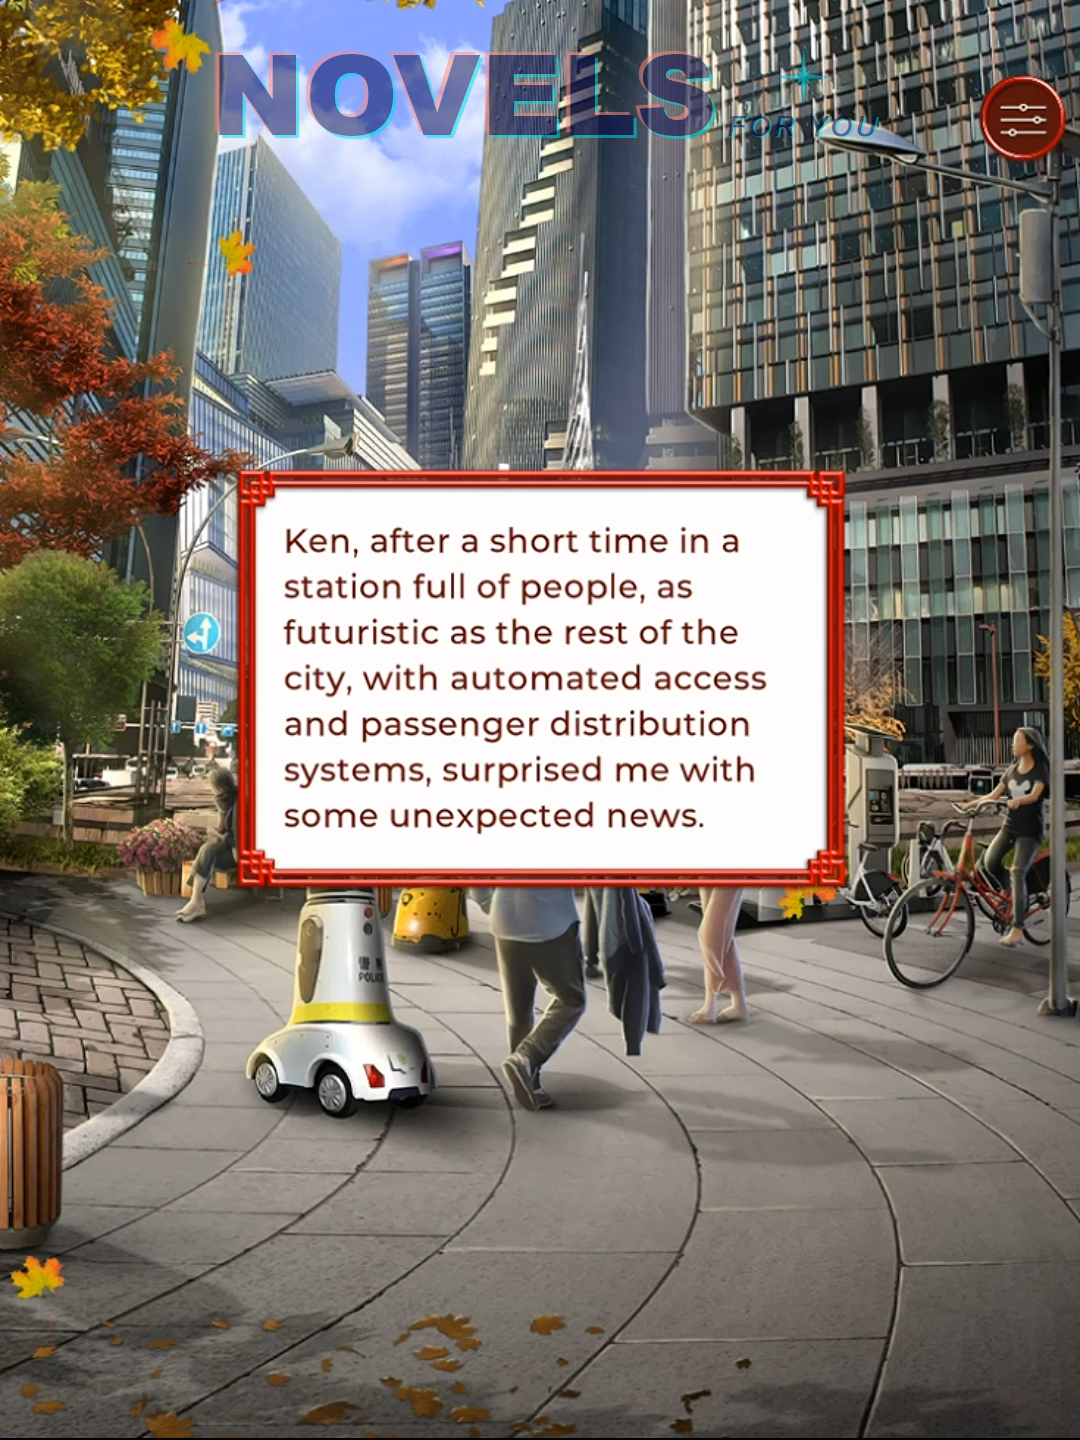 NOVELS
FOR YOU
Ken, after a short time in a
station full of people, as
futuristic as the rest of the
city, with automated access
and passenger distribution
systems, surprised me with
some unexpected news.